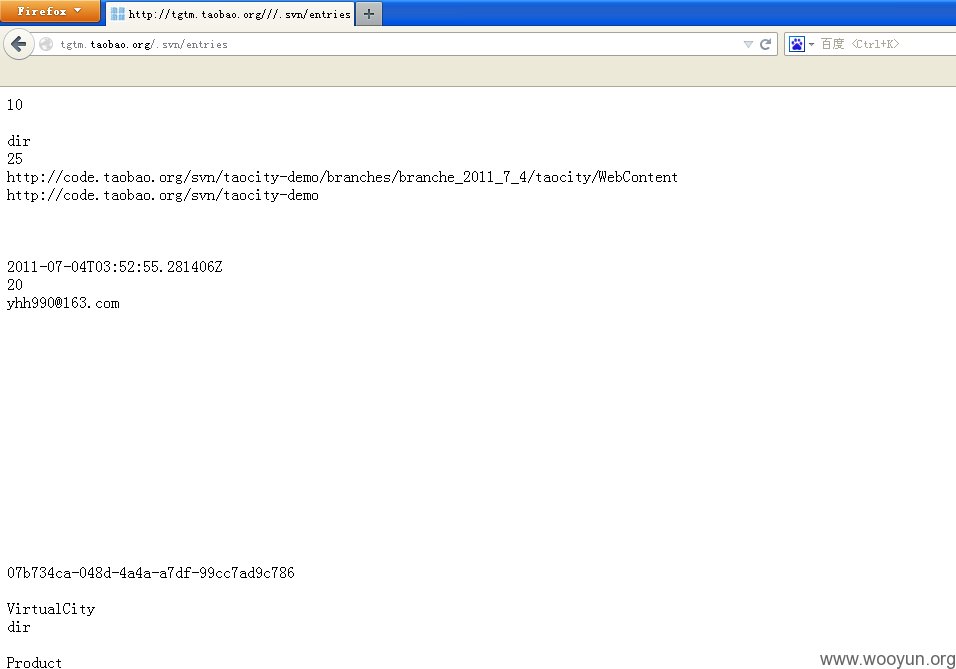 Firefox
http://tgtm.taobao.org///.svn/entries
tgtm.taobao.org/.svn/entries
百度 <Ctrl+K>
10
dir
25
http://code.taobao.org/svn/taocity-demo/branches/branche_2011_7_4/taocity/WebContent
http://code.taobao.org/svn/taocity-demo
2011-07-04T03:52:55.281406Z
20
yhh990@163.com
07b734ca-048d-4a4a-a7df-99cc7ad9c786
VirtualCity
dir
Product
www.wooyun.org